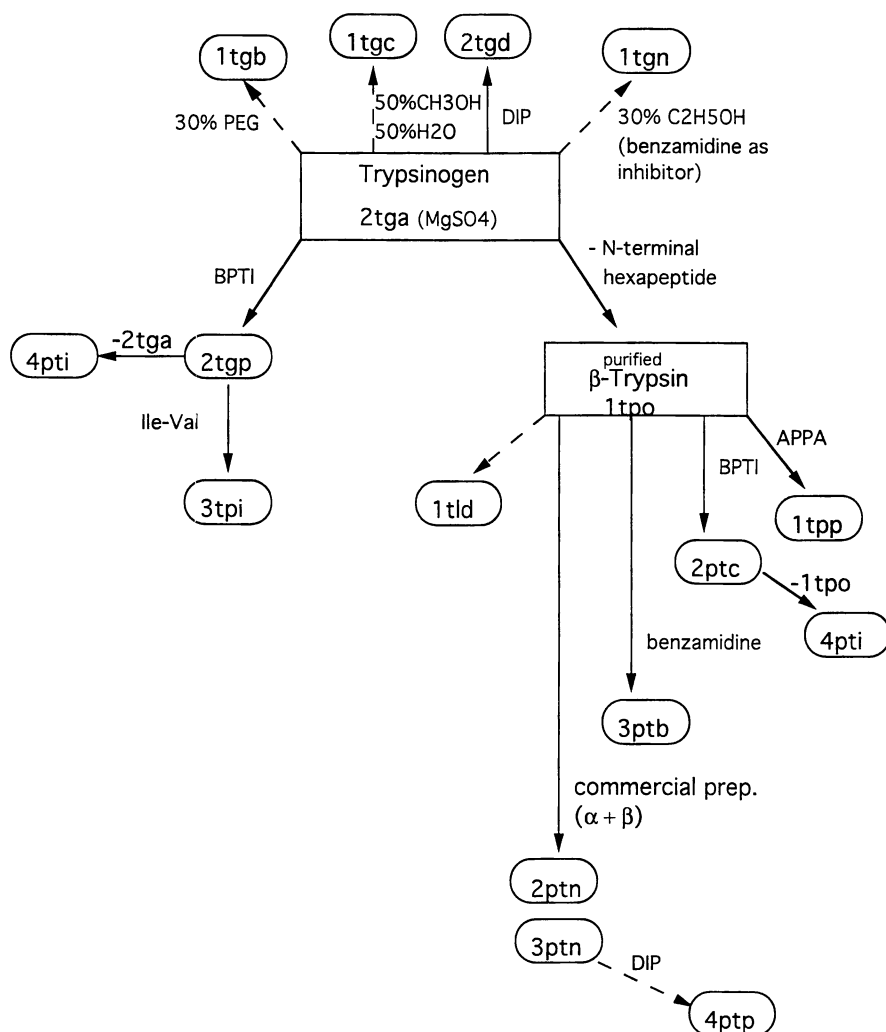 1tgb
1tgc
2tgd
1tgn
30% PEG
50%CH3OH
50%H2O
DIP
30% C2H5OH
(benzamidine as
inhibitor)
Trypsinogen
2tga (MgSO4)
BPTI
- N-terminal
hexapeptide
4pti
-2tga
2tgp
Ile-Val
3tpi
purified
β-Trypsin
1tpo
1tld
BPTI
APPA
1tpp
2ptc
-1tpo
4pti
benzamidine
3ptb
commercial prep.
(α + β)
2ptn
3ptn
DIP
4ptp